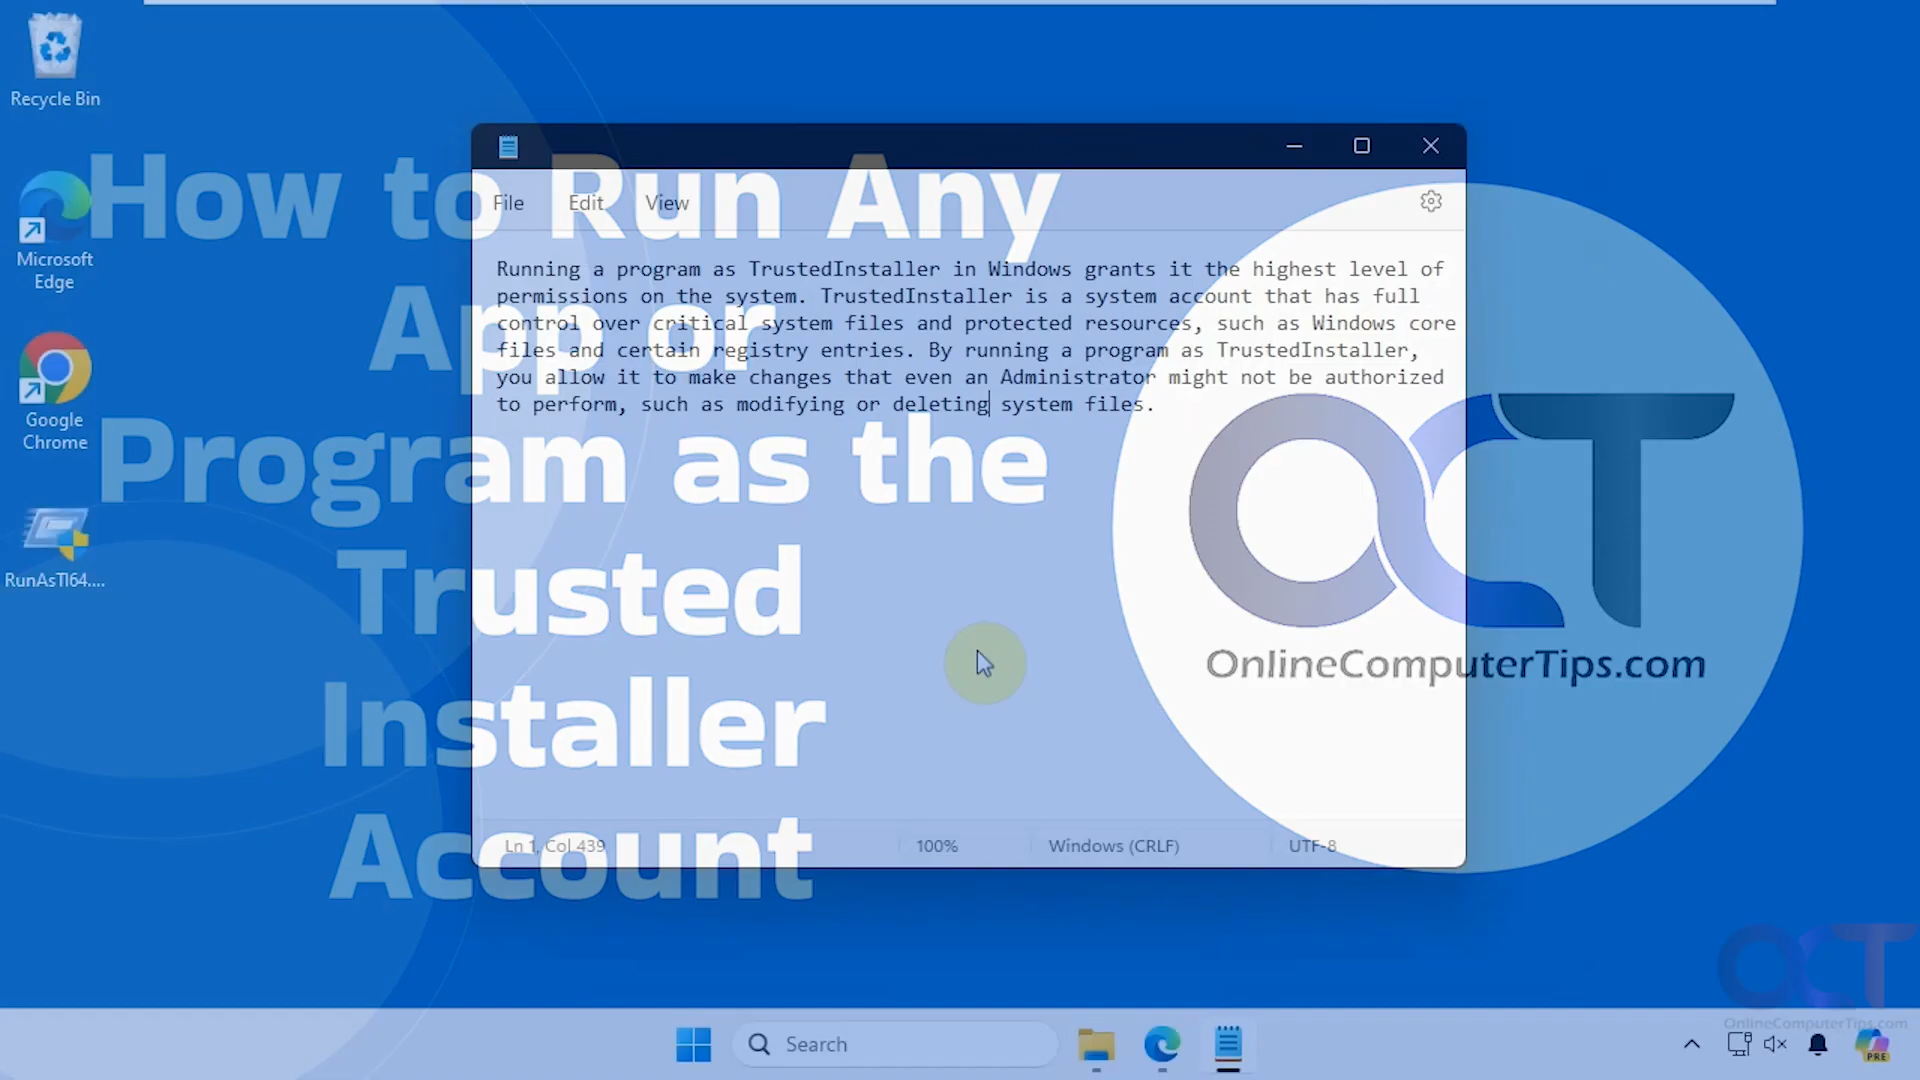 Recycle Bin
Microsoft
Edge
Google
Chrome
RunAsTI64....
How to Run Any
App or
Program as the
Trusted
Installer
Account
File Edit View
Running a program as TrustedInstaller in Windows grants it the highest level of
permissions on the system. TrustedInstaller is a system account that has full
control over critical system files and protected resources, such as Windows core
files and certain registry entries. By running a program as TrustedInstaller,
you allow it to make changes that even an Administrator might not be authorized
to perform, such as modifying or deleting system files.
Ln 1, Col 439 100% Windows (CRLF) UTF-8
OCT
OnlineComputerTips.com
OCT
OnlineComputerTips.com
Search
PRE